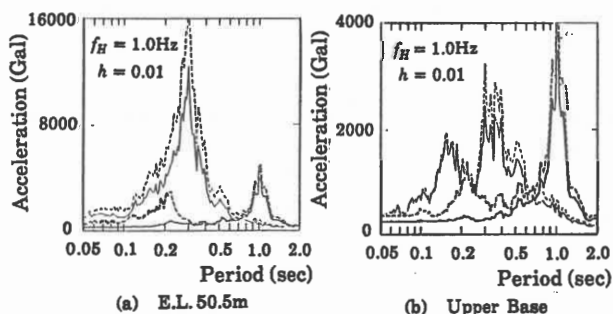 Acceleration (Gal)
16000
8000
0
f_H = 1.0Hz
h = 0.01
0.05 0.1 0.2 0.5 1.0 2.0
Period (sec)
(a) E.L. 50.5m
Acceleration (Gal)
4000
2000
0
f_H = 1.0Hz
h = 0.01
0.05 0.1 0.2 0.5 1.0 2.0
Period (sec)
(b) Upper Base